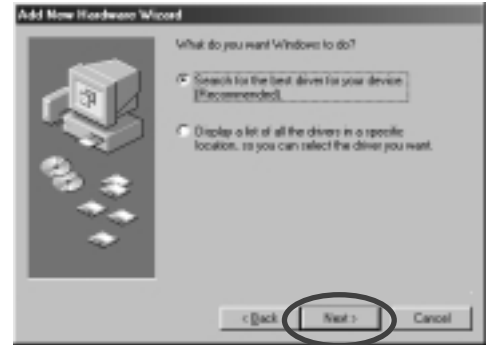 Add New Hardware Wizard
What do you want Windows to do?
Search for the best driver for your device.
(Recommended).
Display a list of all the drivers in a specific
location, so you can select the driver you want.
< Back
Next >
Cancel